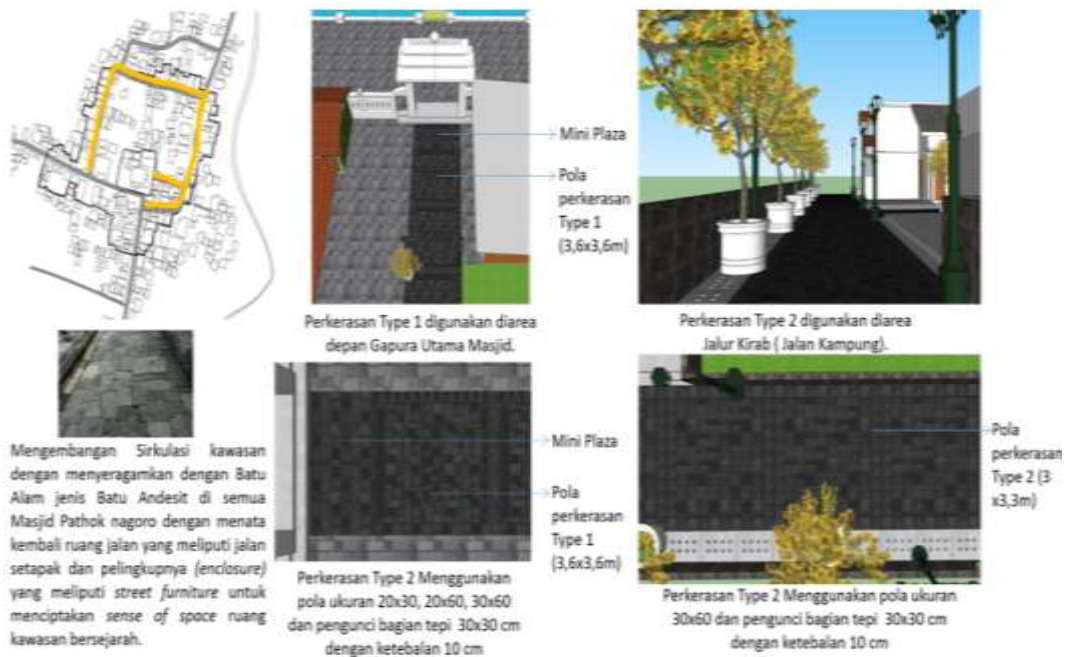 Mini Plaza
Pola
perkerasan
Type 1
(3,6x3,6m)
Perkerasan Type 1 digunakan diarea
depan Gapura Utama Masjid.
Perkerasan Type 2 digunakan diarea
Jalur Kirab ( Jalan Kampung).
Mengembangan Sirkulasi kawasan
dengan menyeragamkan dengan Batu
Alam jenis Batu Andesit di semua
Masjid Pathok nagoro dengan menata
kembali ruang jalan yang meliputi jalan
setapak dan pelingkupnya (enclosure)
yang meliputi street furniture untuk
menciptakan sense of space ruang
kawasan bersejarah.
Mini Plaza
Pola
perkerasan
Type 1
(3,6x3,6m)
Perkerasan Type 2 Menggunakan
pola ukuran 20x30, 20x60, 30x60
dan pengunci bagian tepi 30x30 cm
dengan ketebalan 10 cm
Pola
perkerasan
Type 2 (3
x3,3m)
Perkerasan Type 2 Menggunakan pola ukuran
30x60 dan pengunci bagian tepi 30x30 cm
dengan ketebalan 10 cm